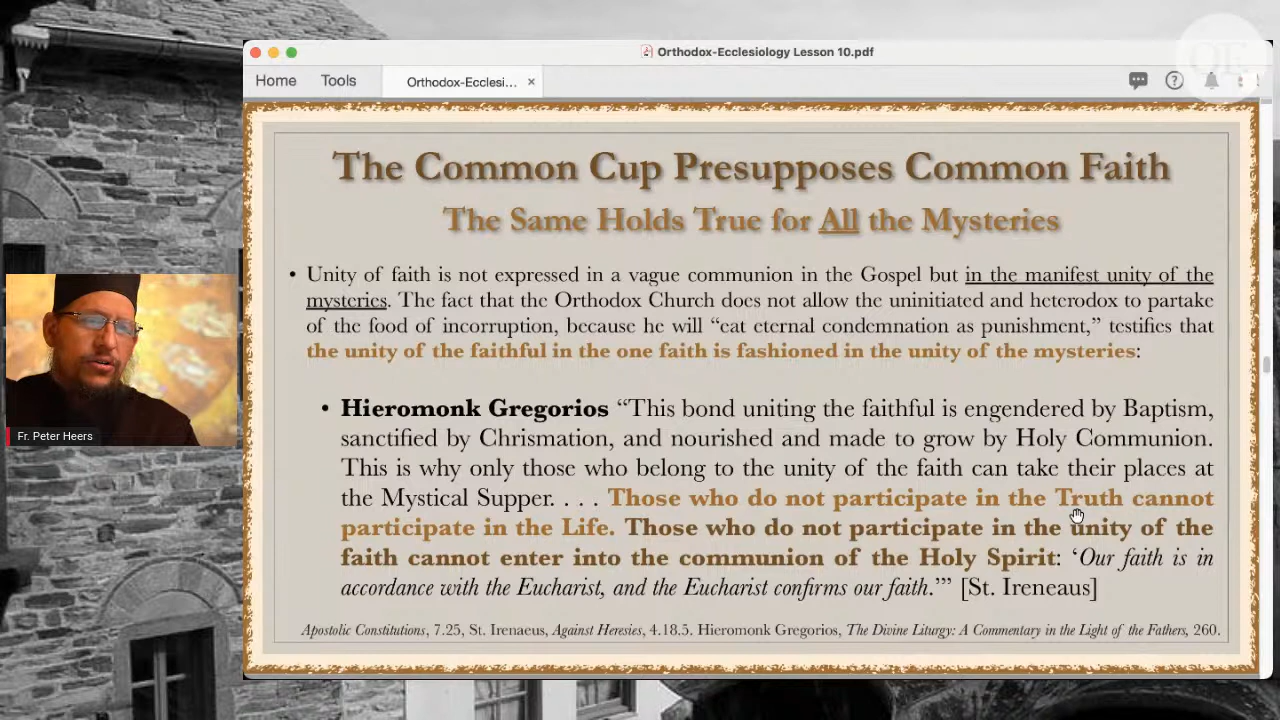 Orthodox-Ecclesiology Lesson 10.pdf
Home Tools Orthodox-Ecclesi... ×
OE
The Common Cup Presupposes Common Faith
The Same Holds True for All the Mysteries
• Unity of faith is not expressed in a vague communion in the Gospel but in the manifest unity of the
mysteries. The fact that the Orthodox Church does not allow the uninitiated and heterodox to partake
of the food of incorruption, because he will “eat eternal condemnation as punishment,” testifies that
the unity of the faithful in the one faith is fashioned in the unity of the mysteries:
• Hieromonk Gregorios “This bond uniting the faithful is engendered by Baptism,
sanctified by Chrismation, and nourished and made to grow by Holy Communion.
This is why only those who belong to the unity of the faith can take their places at
the Mystical Supper. . . . Those who do not participate in the Truth cannot
participate in the Life. Those who do not participate in the unity of the
faith cannot enter into the communion of the Holy Spirit: ‘Our faith is in
accordance with the Eucharist, and the Eucharist confirms our faith.’” [St. Ireneaus]
Apostolic Constitutions, 7.25, St. Irenaeus, Against Heresies, 4.18.5. Hieromonk Gregorios, The Divine Liturgy: A Commentary in the Light of the Fathers, 260.
Fr. Peter Heers